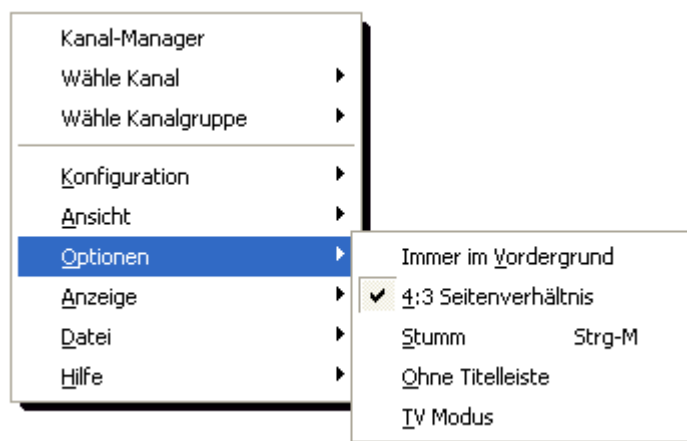 Kanal-Manager
Wähle Kanal
Wähle Kanalgruppe
Konfiguration
Ansicht
Optionen
Anzeige
Datei
Hilfe
Immer im Vordergrund
4:3 Seitenverhältnis
Stumm Strg-M
Ohne Titelleiste
TV Modus